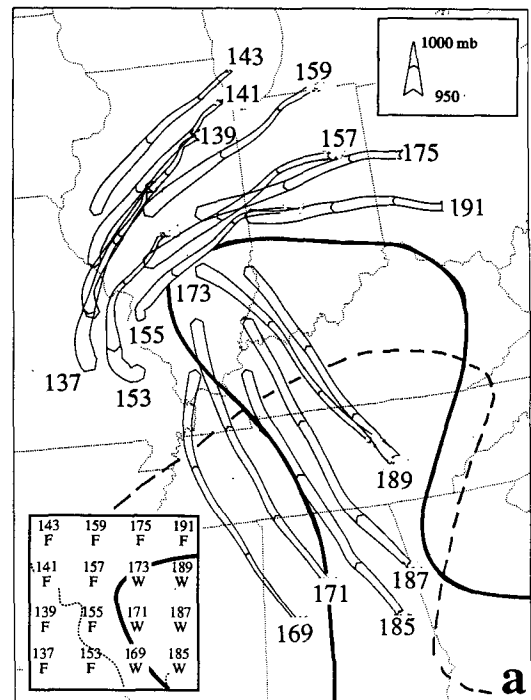 1000 mb
950
143
159
141
139
157
175
191
173
155
137
153
189
187
171
185
169
143 159 175 191
F F F F
141 157 173 189
F F W W
139 155 171 187
F F W W
137 153 169 185
F F W W
a